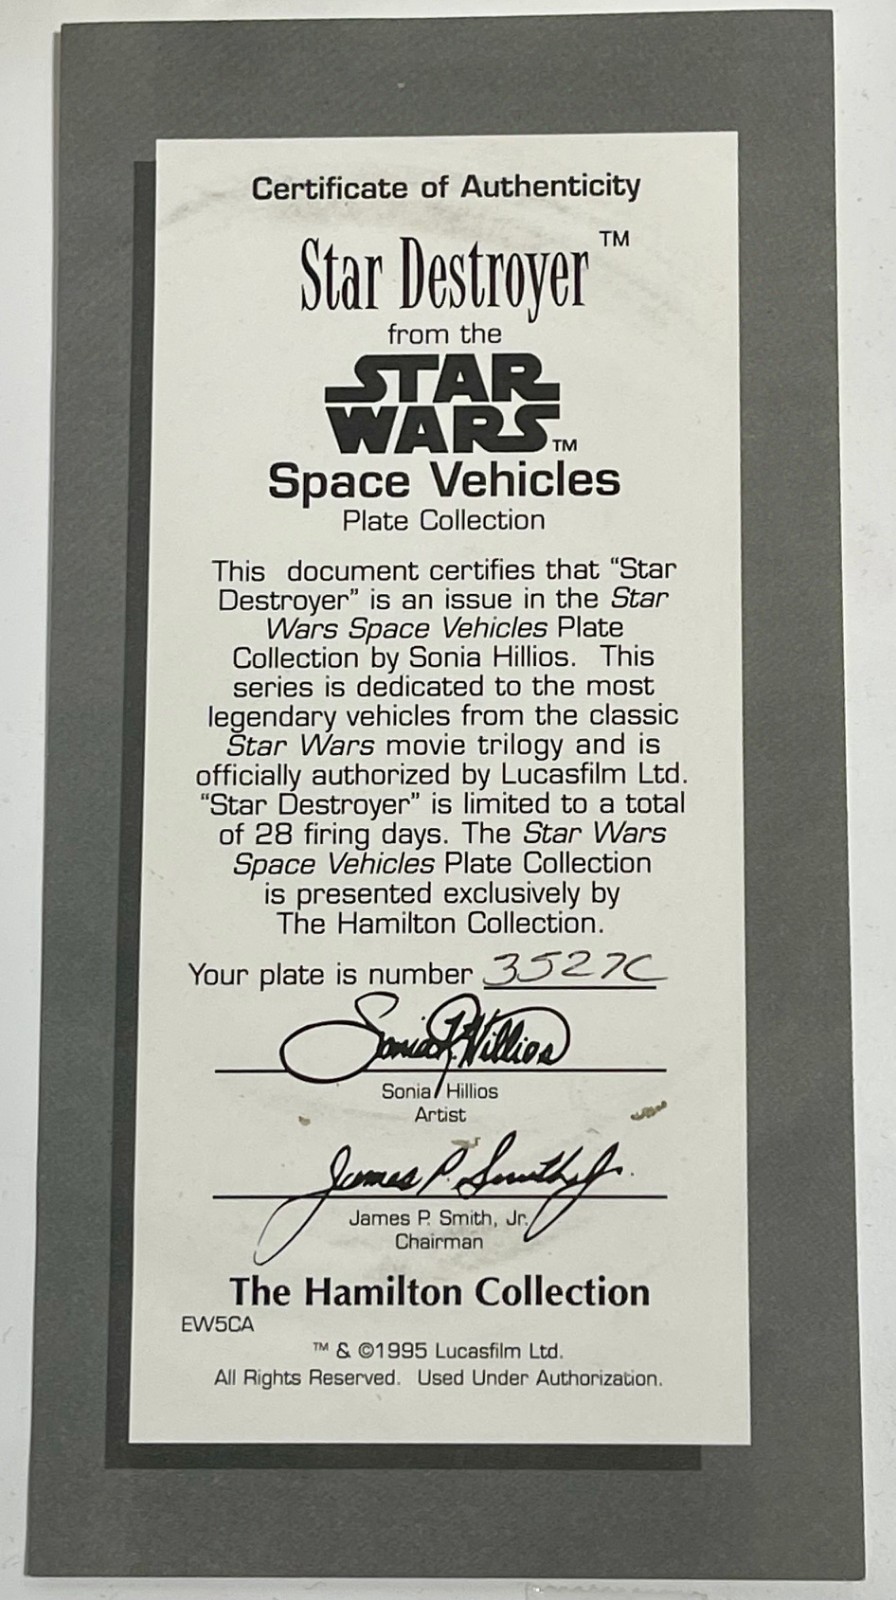 Certificate of Authenticity
Star Destroyer™
from the
STAR
WARS™
Space Vehicles
Plate Collection
This document certifies that “Star
Destroyer” is an issue in the Star
Wars Space Vehicles Plate
Collection by Sonia Hillios. This
series is dedicated to the most
legendary vehicles from the classic
Star Wars movie trilogy and is
officially authorized by Lucasfilm Ltd.
“Star Destroyer” is limited to a total
of 28 firing days. The Star Wars
Space Vehicles Plate Collection
is presented exclusively by
The Hamilton Collection.
Your plate is number 3527C
Sonia R. Hillios
Sonia Hillios
Artist
James P. Smith Jr.
James P. Smith, Jr.
Chairman
The Hamilton Collection
EW5CA
™ & ©1995 Lucasfilm Ltd.
All Rights Reserved. Used Under Authorization.